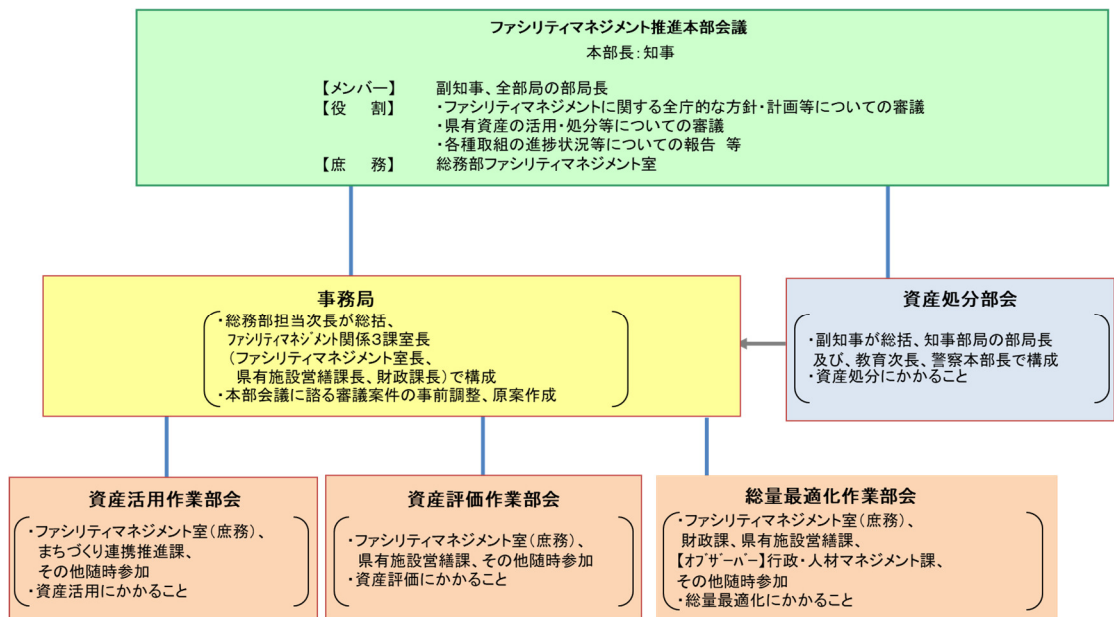 ファシリティマネジメント推進本部会議
本部長：知事
【メンバー】 副知事、全部局の部局長
【役　割】 ・ファシリティマネジメントに関する全庁的な方針・計画等についての審議
・県有資産の活用・処分等についての審議
・各種取組の進捗状況等についての報告 等
【庶　務】 総務部ファシリティマネジメント室
事務局
・総務部担当次長が総括、
ﾌｧｼﾘﾃｨﾏﾈｼﾞﾒﾝﾄ関係３課室長
（ファシリティマネジメント室長、
県有施設営繕課長、財政課長）で構成
・本部会議に諮る審議案件の事前調整、原案作成
資産処分部会
・副知事が総括、知事部局の部局長
及び、教育次長、警察本部長で構成
・資産処分にかかること
資産活用作業部会
・ファシリティマネジメント室（庶務）、
まちづくり連携推進課、
その他随時参加
・資産活用にかかること
資産評価作業部会
・ファシリティマネジメント室（庶務）、
県有施設営繕課、その他随時参加
・資産評価にかかること
総量最適化作業部会
・ファシリティマネジメント室（庶務）、
財政課、県有施設営繕課、
【ｵﾌﾞｻﾞｰﾊﾞｰ】行政・人材マネジメント課、
その他随時参加
・総量最適化にかかること